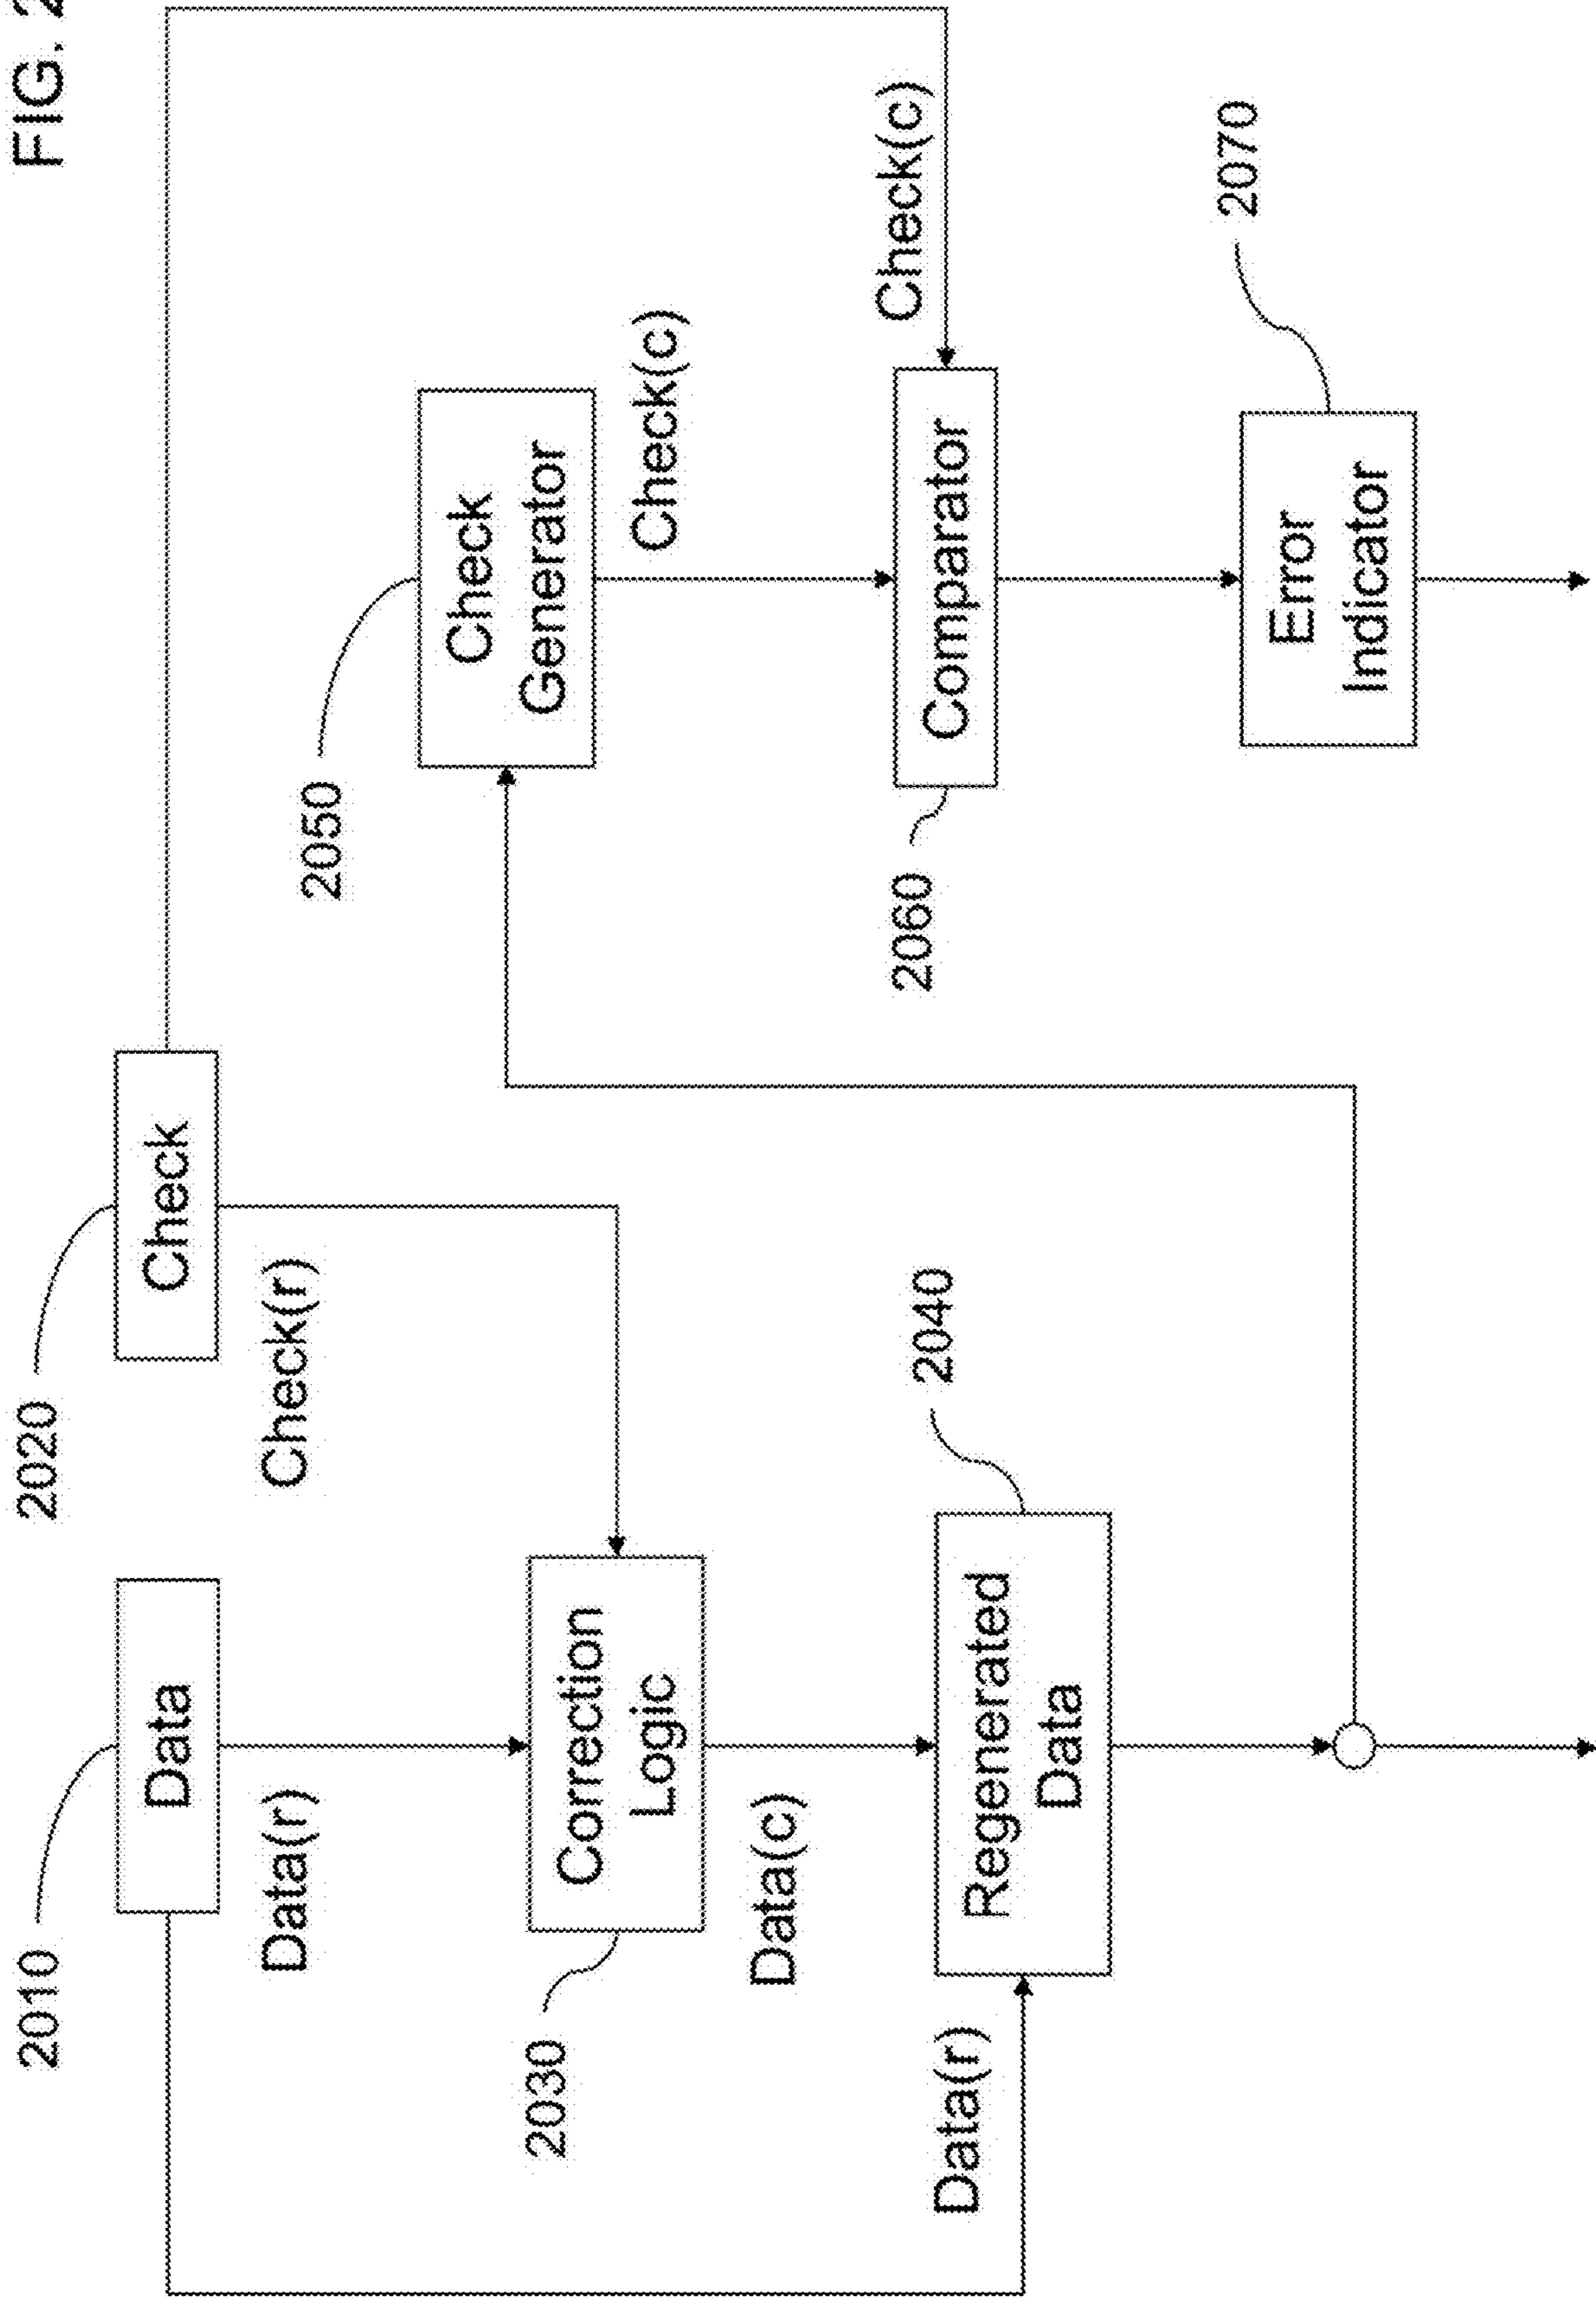 FIG. 2
2010
Data
2020
Check
Data(r)
Check(r)
2050
Check
Generator
2030
Correction
Logic
Check(c)
Data(c)
Check(c)
2060
Comparator
2040
Data(r)
Regenerated
Data
2070
Error
Indicator